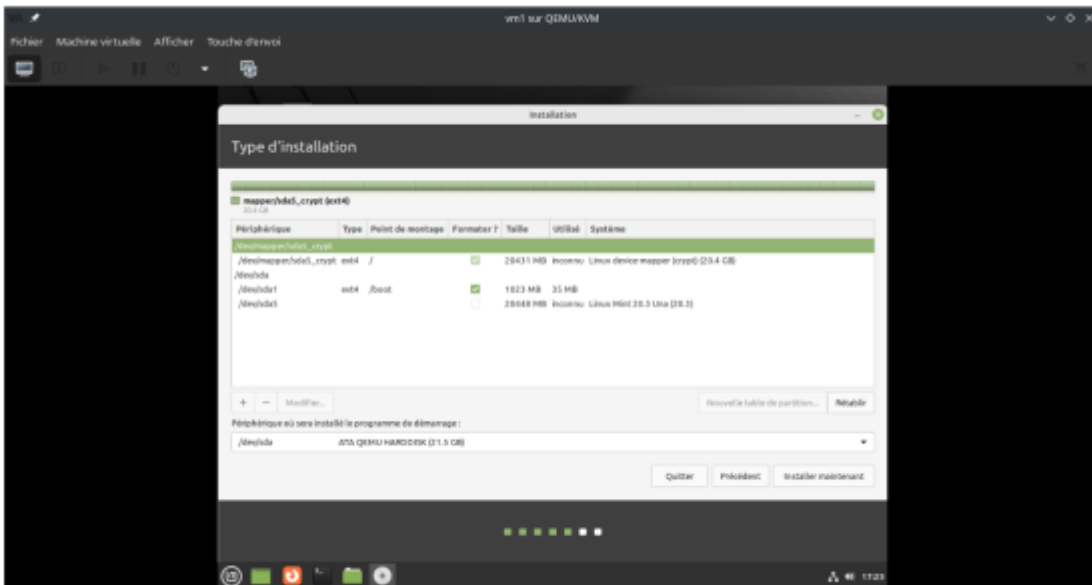 vm1 sur QEMU/KVM
Fichier Machine virtuelle Afficher Touche d'envoi
Installation
Type d'installation
mapper/sda5_crypt (ext4)
20.4 GB
Périphérique Type Point de montage Formater ? Taille Utilisé Système
/dev/mapper/sda5_crypt
/dev/mapper/sda5_crypt ext4 / 20431 MB inconnu Linux device-mapper (crypt) (20.4 GB)
/dev/sda
/dev/sda1 ext4 /boot 1023 MB 35 MB
/dev/sda5 20448 MB inconnu Linux Mint 20.3 Una (20.3)
+ - Modifier... Nouvelle table de partition... Rétablir
Périphérique où sera installé le programme de démarrage :
/dev/sda ATA QEMU HARDDISK (21.5 GB)
Quitter Précédent Installer maintenant
17:23